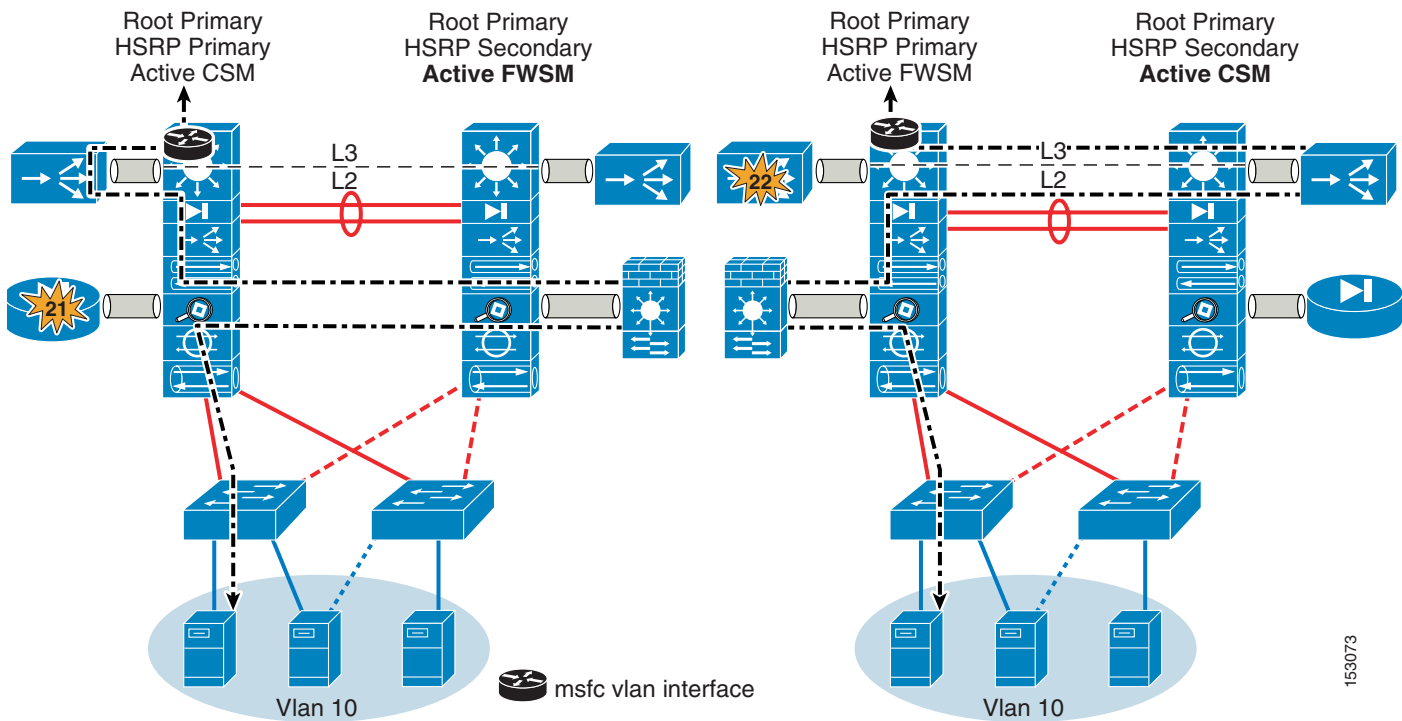 Root Primary
HSRP Primary
Active CSM
Root Primary
HSRP Secondary
Active FWSM
Root Primary
HSRP Primary
Active FWSM
Root Primary
HSRP Secondary
Active CSM
L3
L2
21
L3
L2
22
Vlan 10
msfc vlan interface
Vlan 10
153073